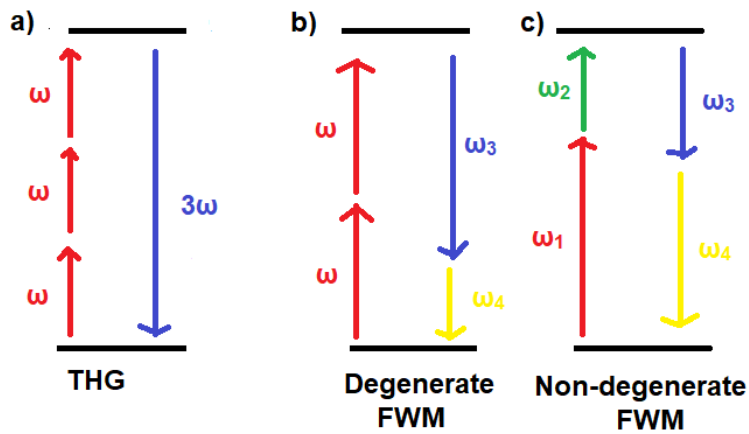 a)
ω
ω
ω
3ω
THG
b)
ω
ω
ω₃
ω₄
Degenerate
FWM
c)
ω₂
ω₁
ω₃
ω₄
Non-degenerate
FWM